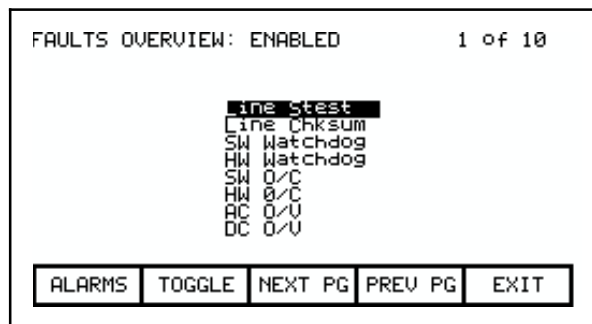 FAULTS OVERVIEW: ENABLED 1 of 10
Line Stest
Line Chksum
SW Watchdog
HW Watchdog
SW O/C
HW O/C
AC O/V
DC O/V
ALARMS TOGGLE NEXT PG PREV PG EXIT